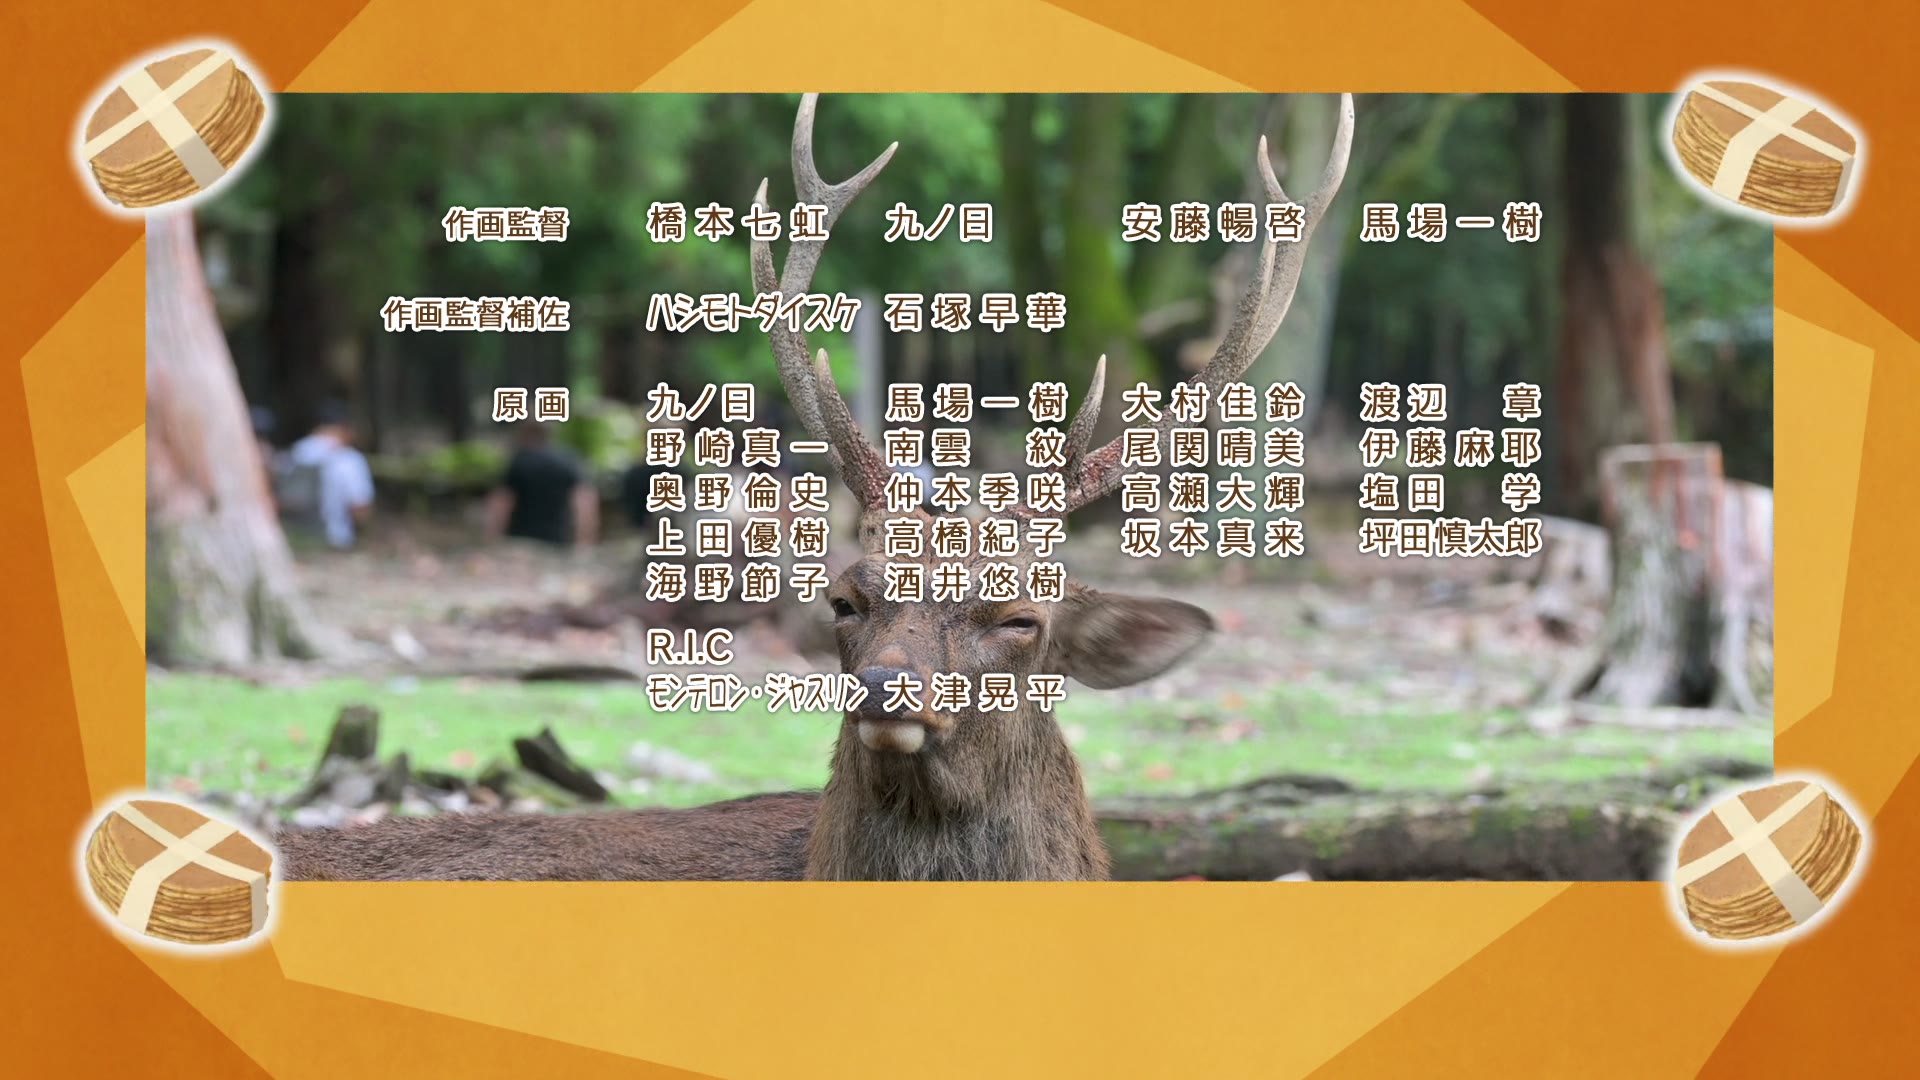 作画監督 橋本七虹 九ノ日 安藤暢啓 馬場一樹
作画監督補佐 ハシモトダイスケ 石塚早華
原画 九ノ日 馬場一樹 大村佳鈴 渡辺 章
野崎真一 南雲 紋 尾関晴美 伊藤麻耶
奥野倫史 仲本季咲 高瀬大輝 塩田 学
上田優樹 高橋紀子 坂本真来 坪田慎太郎
海野節子 酒井悠樹
R.I.C
モンテロン・ジャスリン 大津晃平